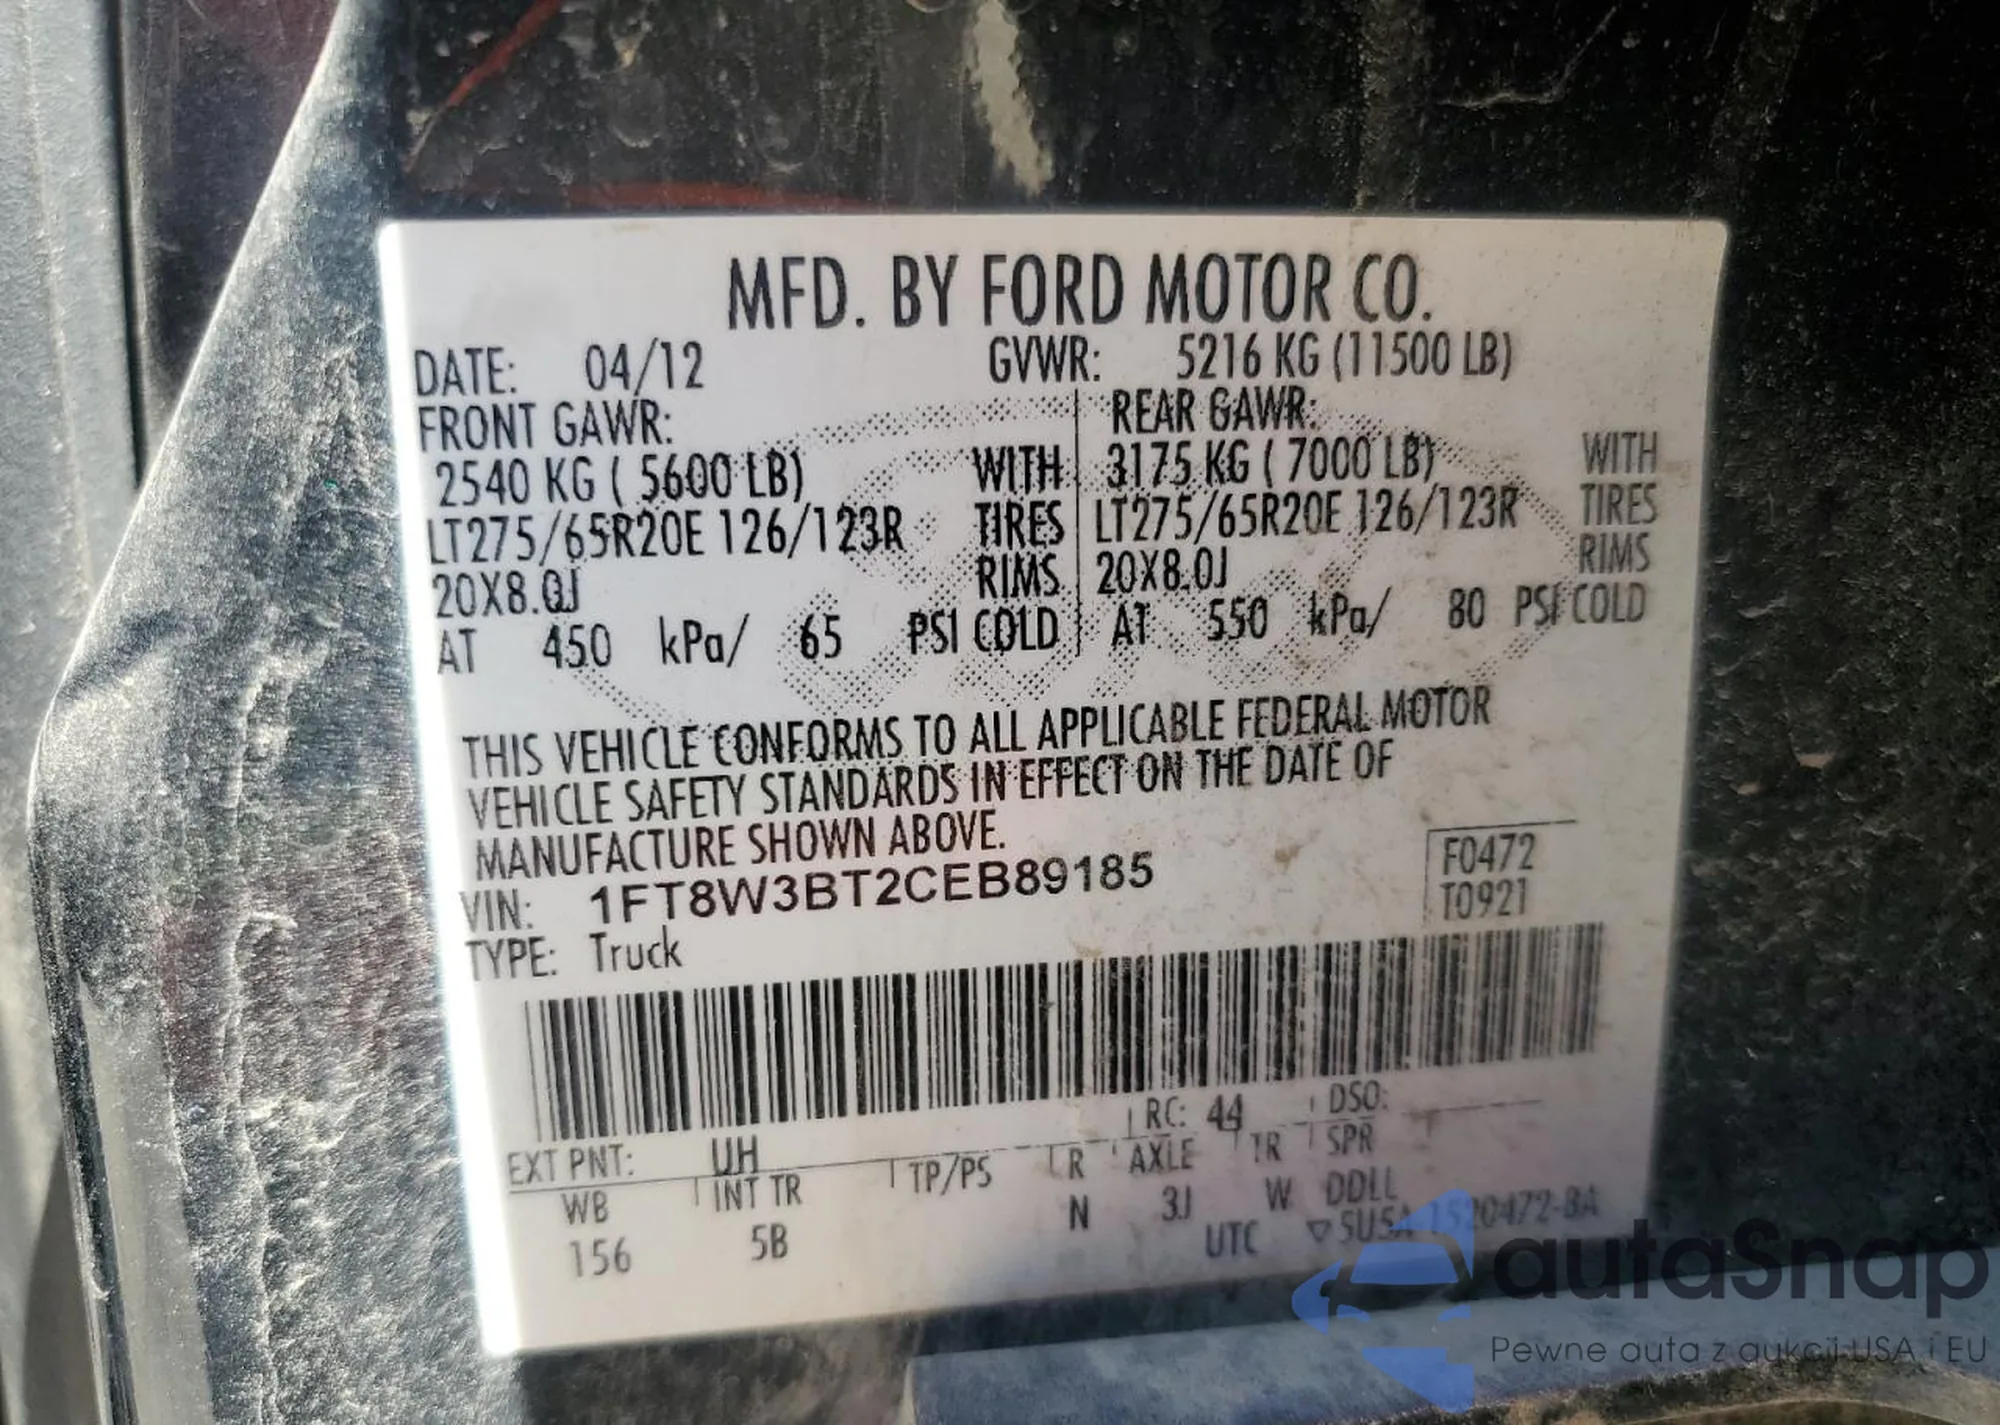 MFD. BY FORD MOTOR CO.
DATE: 04/12 GVWR: 5216 KG (11500 LB)
FRONT GAWR: REAR GAWR:
2540 KG ( 5600 LB) WITH 3175 KG ( 7000 LB) WITH
LT275/65R20E 126/123R TIRES LT275/65R20E 126/123R TIRES
20X8.0J RIMS 20X8.0J RIMS
AT 450 kPa/ 65 PSI COLD AT 550 kPa/ 80 PSI COLD
THIS VEHICLE CONFORMS TO ALL APPLICABLE FEDERAL MOTOR
VEHICLE SAFETY STANDARDS IN EFFECT ON THE DATE OF
MANUFACTURE SHOWN ABOVE.
VIN: 1FT8W3BT2CEB89185
F0472
TYPE: Truck
T0921
EXT PNT: UH RC: 44 DSO:
WB INT TR TP/PS R AXLE TR SPR
156 5B N 3J W DDLL
UTC ▽5U5A-1520472-BA
autaSnap
Pewne auta z aukcji USA i EU